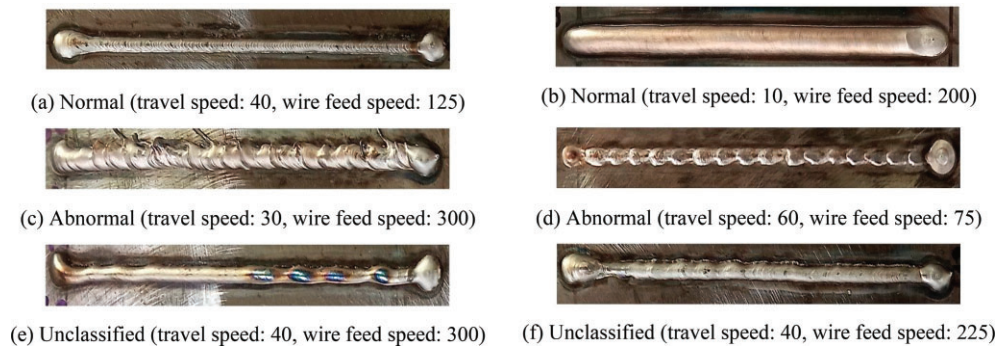 (a) Normal (travel speed: 40, wire feed speed: 125)
(b) Normal (travel speed: 10, wire feed speed: 200)
(c) Abnormal (travel speed: 30, wire feed speed: 300)
(d) Abnormal (travel speed: 60, wire feed speed: 75)
(e) Unclassified (travel speed: 40, wire feed speed: 300)
(f) Unclassified (travel speed: 40, wire feed speed: 225)